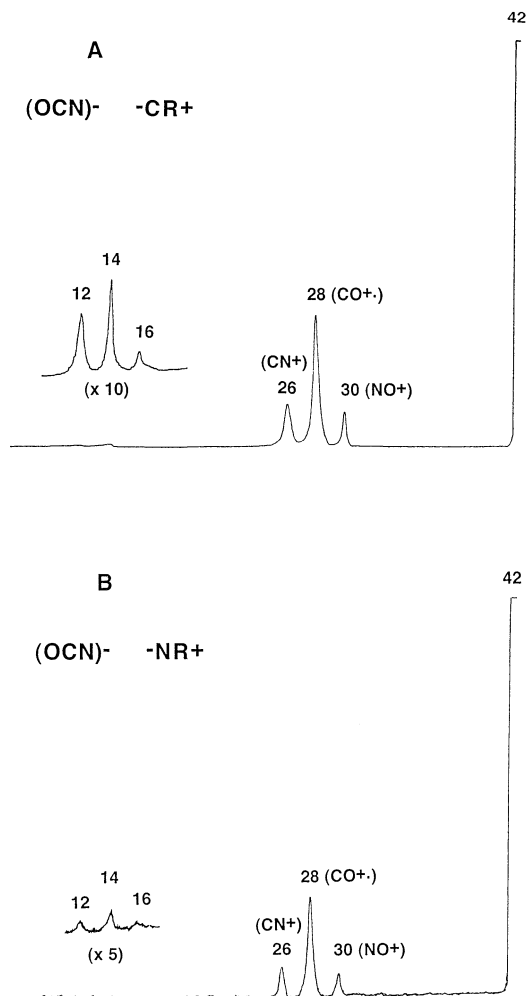 42
A
(OCN)- -CR+
14
12
16
(x 10)
28 (CO+·)
(CN+)
26
30 (NO+)
B
42
(OCN)- -NR+
14
12
16
(x 5)
28 (CO+·)
(CN+)
26
30 (NO+)